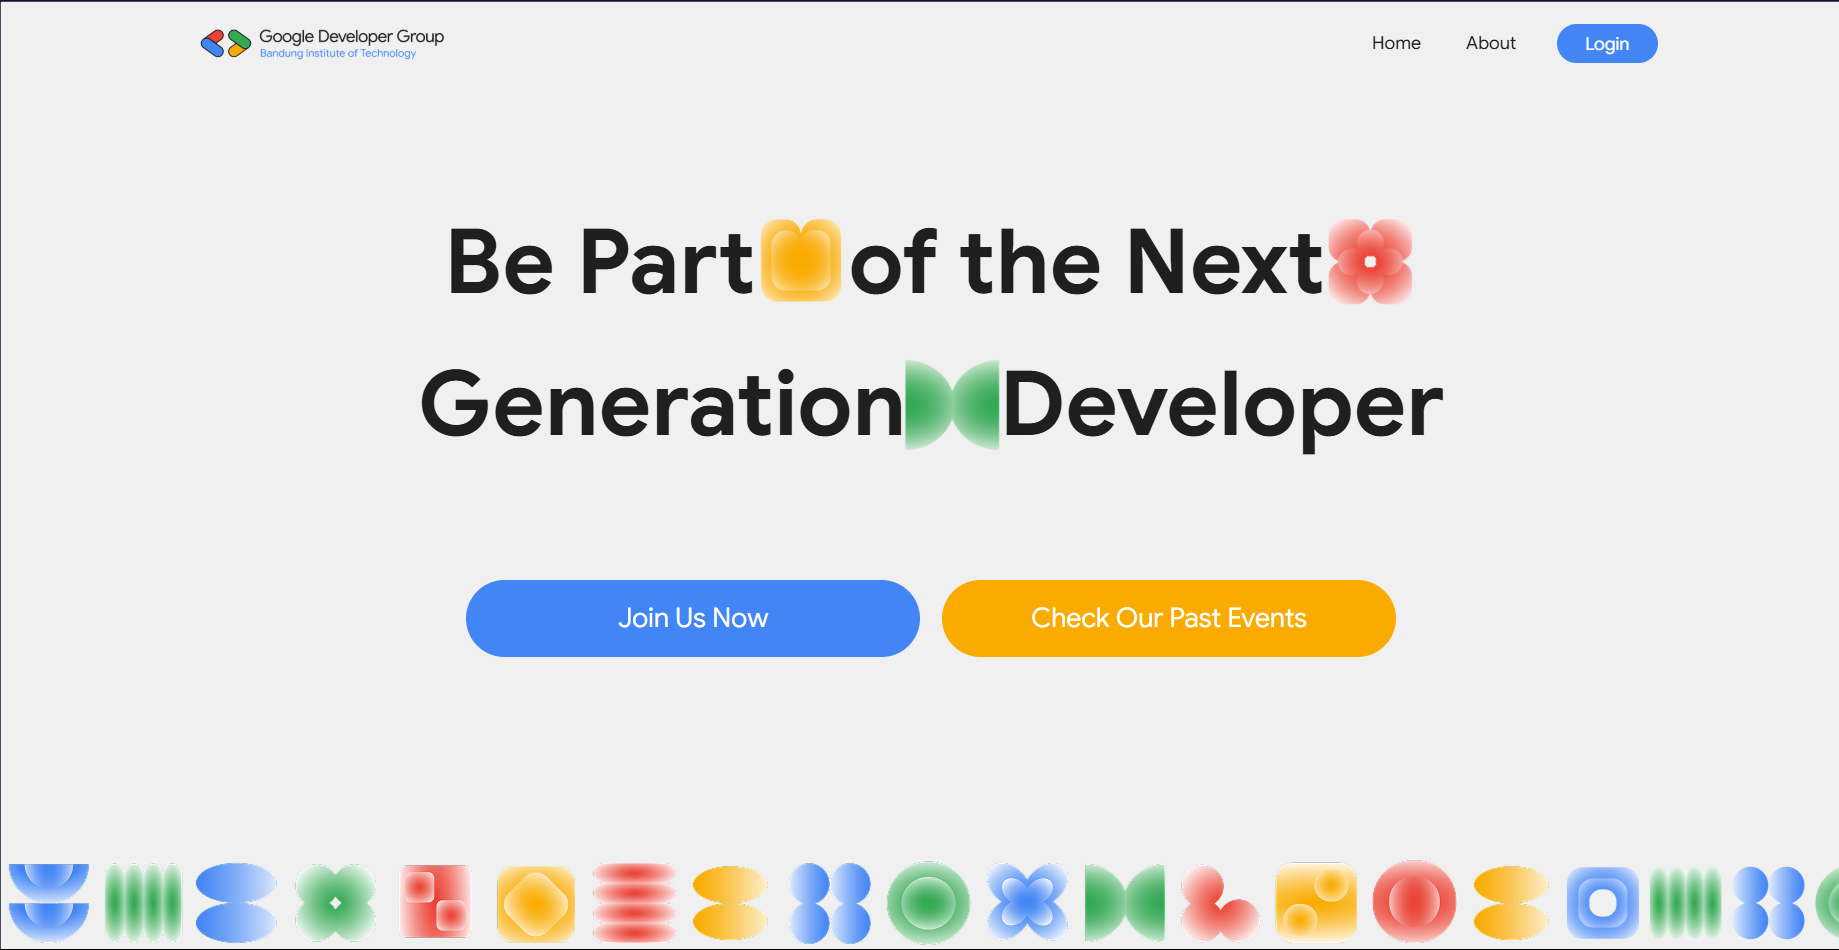 Google Developer Group
Bandung Institute of Technology
Home
About
Login
Be Part of the Next
Generation Developer
Join Us Now
Check Our Past Events